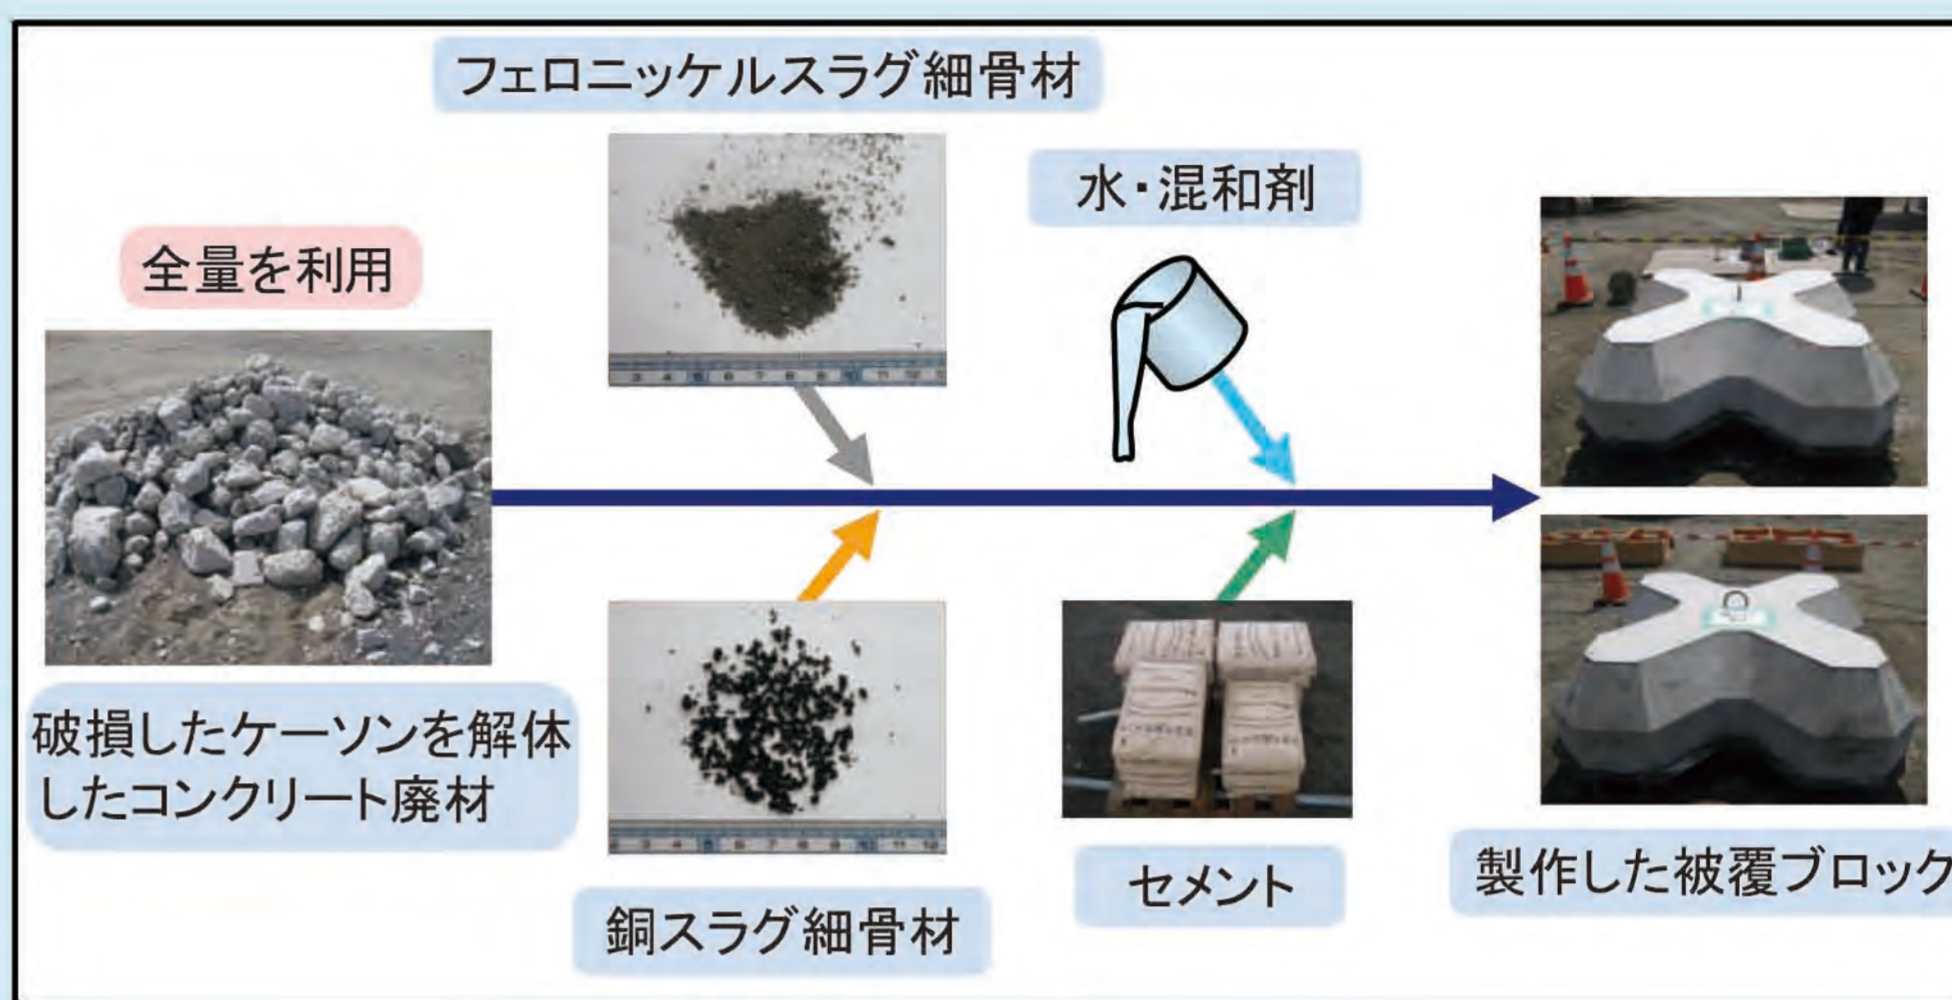 フェロニッケルスラグ細骨材
水・混和剤
全量を利用
破損したケーソンを解体
したコンクリート廃材
銅スラグ細骨材
セメント
製作した被覆ブロック